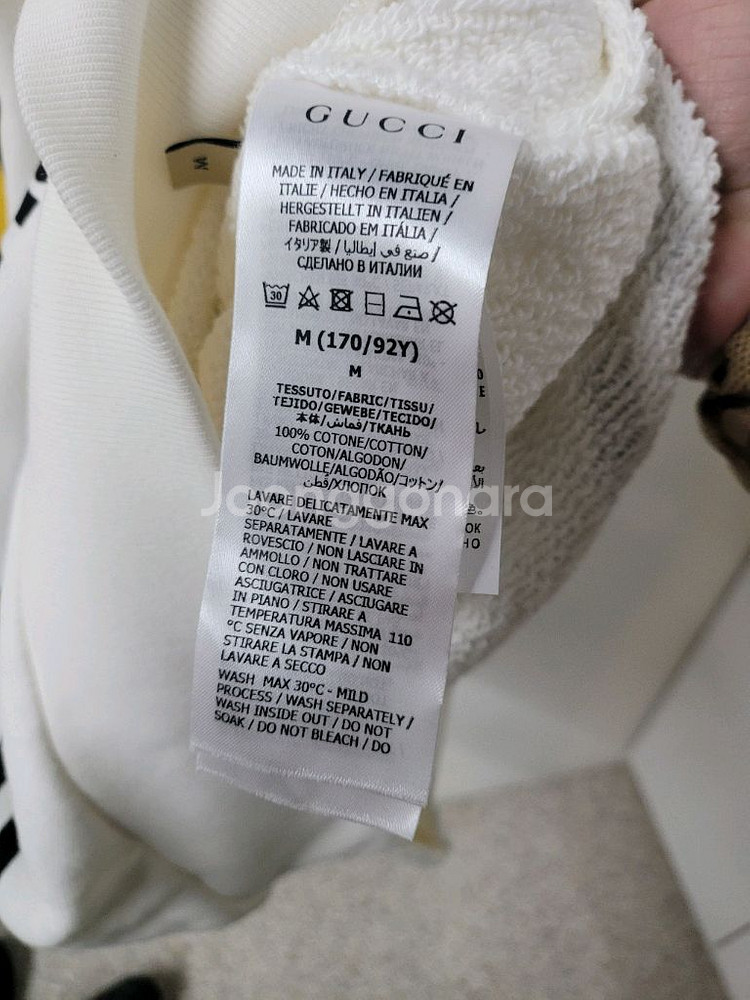 GUCCI
M
MADE IN ITALY / FABRIQUÉ EN
ITALIE / HECHO EN ITALIA /
HERGESTELLT IN ITALIEN /
FABRICADO EM ITÁLIA /
イタリア製 / صنع في إيطاليا /
СДЕЛАНО В ИТАЛИИ
30
M (170/92Y)
M
TESSUTO/FABRIC/TISSU/
TEJIDO/GEWEBE/TECIDO/
本体/قماش/ТКАНЬ
100% COTONE/COTTON/
COTON/ALGODON/
BAUMWOLLE/ALGODÃO/コットン/
قطن/ХЛОПОК
Joonggonara
LAVARE DELICATAMENTE MAX
30°C / LAVARE
SEPARATAMENTE / LAVARE A
ROVESCIO / NON LASCIARE IN
AMMOLLO / NON TRATTARE
CON CLORO / NON USARE
ASCIUGATRICE / ASCIUGARE
IN PIANO / STIRARE A
TEMPERATURA MASSIMA 110
°C SENZA VAPORE / NON
STIRARE LA STAMPA / NON
LAVARE A SECCO
WASH MAX 30°C - MILD
PROCESS / WASH SEPARATELY /
WASH INSIDE OUT / DO NOT
SOAK / DO NOT BLEACH / DO